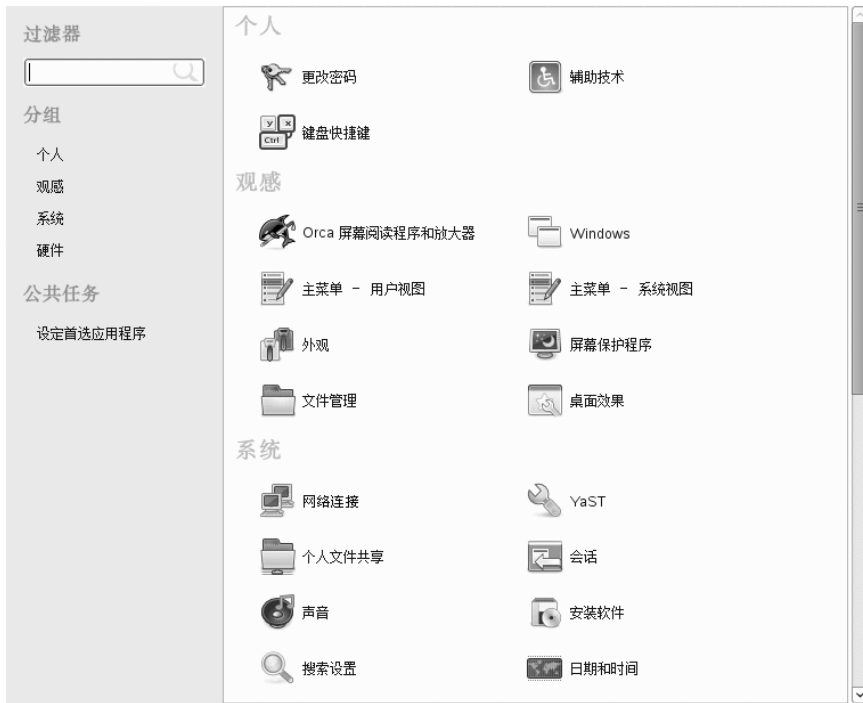 过滤器
分组
个人
观感
系统
硬件
公共任务
设定首选应用程序
个人
更改密码
辅助技术
键盘快捷键
观感
Orca 屏幕阅读程序和放大器
Windows
主菜单 - 用户视图
主菜单 - 系统视图
外观
屏幕保护程序
文件管理
桌面效果
系统
网络连接
YaST
个人文件共享
会话
声音
安装软件
搜索设置
日期和时间